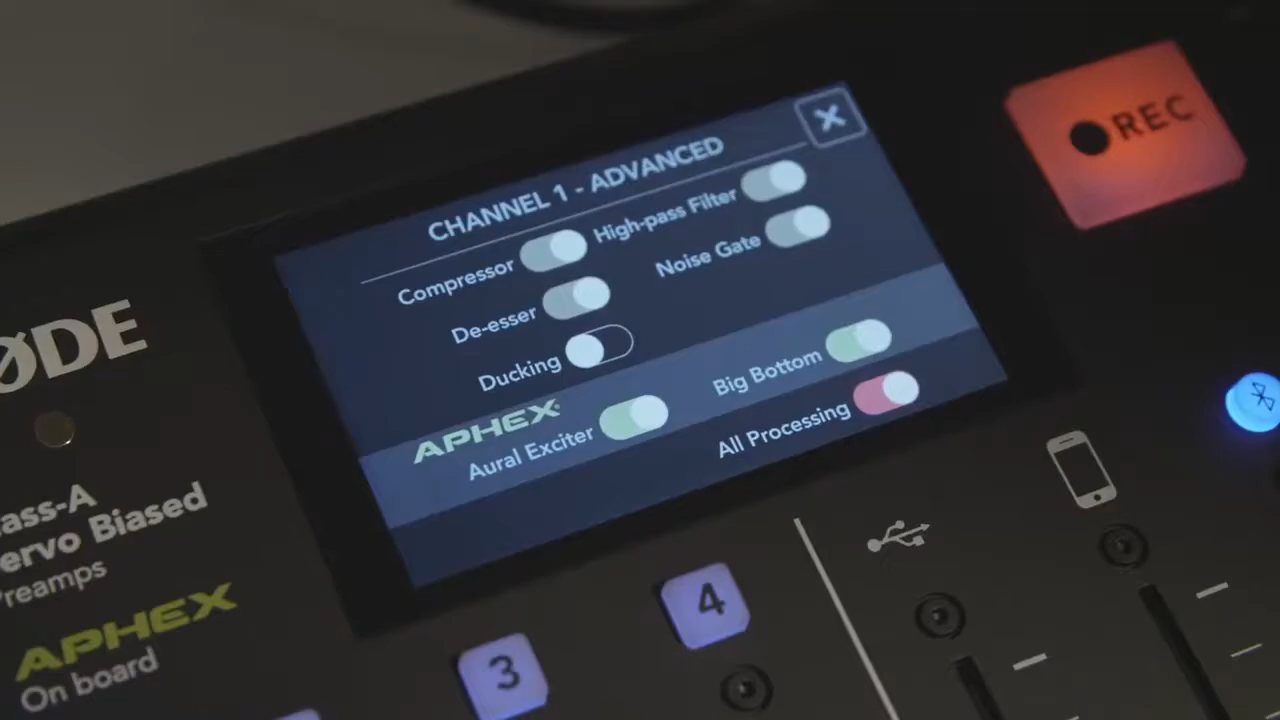 CHANNEL 1 - ADVANCED
X
Compressor
High-pass Filter
De-esser
Noise Gate
Ducking
APHEX
Aural Exciter
Big Bottom
All Processing
REC
ØDE
ass-A
ervo Biased
reamps
APHEX
On board
3
4